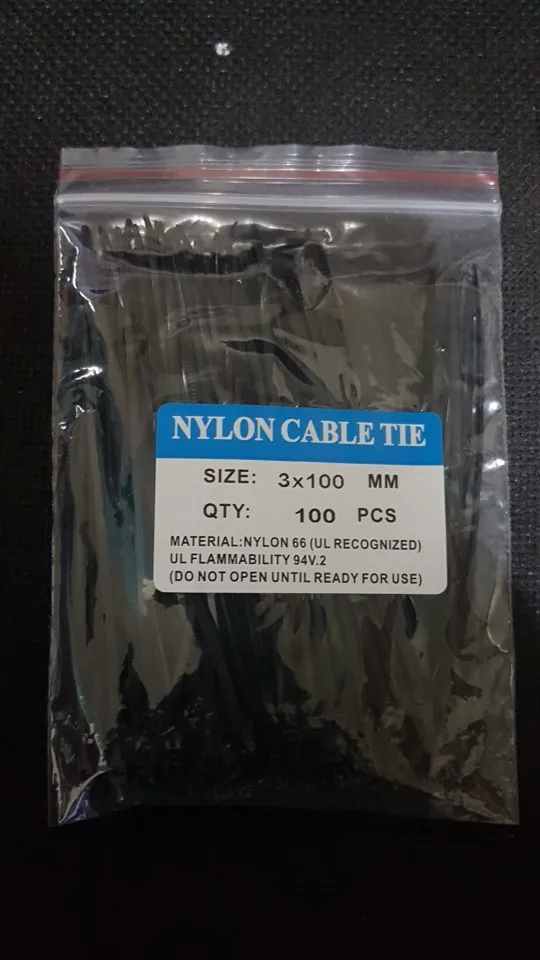 NYLON CABLE TIE
SIZE: 3x100 MM
QTY: 100 PCS
MATERIAL:NYLON 66 (UL RECOGNIZED)
UL FLAMMABILITY 94V.2
(DO NOT OPEN UNTIL READY FOR USE)